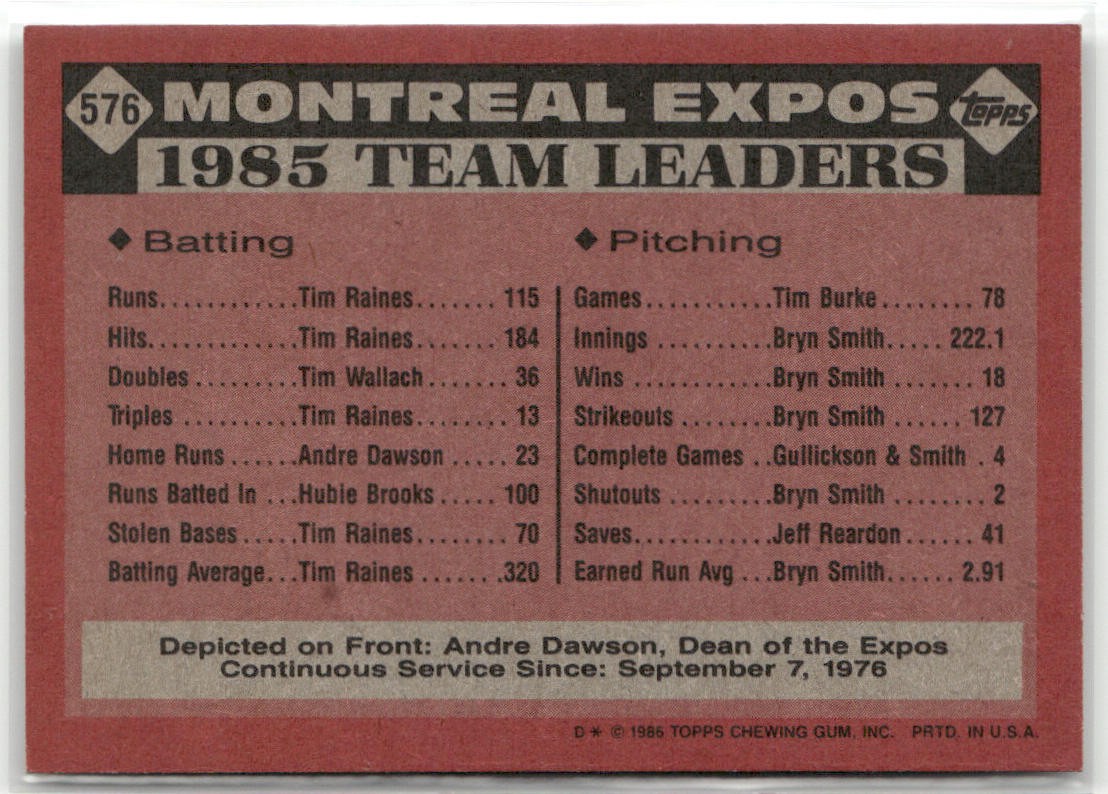 576 MONTREAL EXPOS topps
1985 TEAM LEADERS
◆ Batting
Runs............Tim Raines....... 115
Hits.............Tim Raines....... 184
Doubles .........Tim Wallach....... 36
Triples ..........Tim Raines........ 13
Home Runs ......Andre Dawson ..... 23
Runs Batted In ...Hubie Brooks ..... 100
Stolen Bases .....Tim Raines........ 70
Batting Average...Tim Raines .......320
◆ Pitching
Games...........Tim Burke........ 78
Innings ..........Bryn Smith..... 222.1
Wins ............Bryn Smith ....... 18
Strikeouts ........Bryn Smith ...... 127
Complete Games ..Gullickson & Smith . 4
Shutouts .........Bryn Smith ........ 2
Saves............Jeff Reardon ...... 41
Earned Run Avg ...Bryn Smith...... 2.91
Depicted on Front: Andre Dawson, Dean of the Expos
Continuous Service Since: September 7, 1976
D * © 1986 TOPPS CHEWING GUM, INC. PRTD. IN U.S.A.